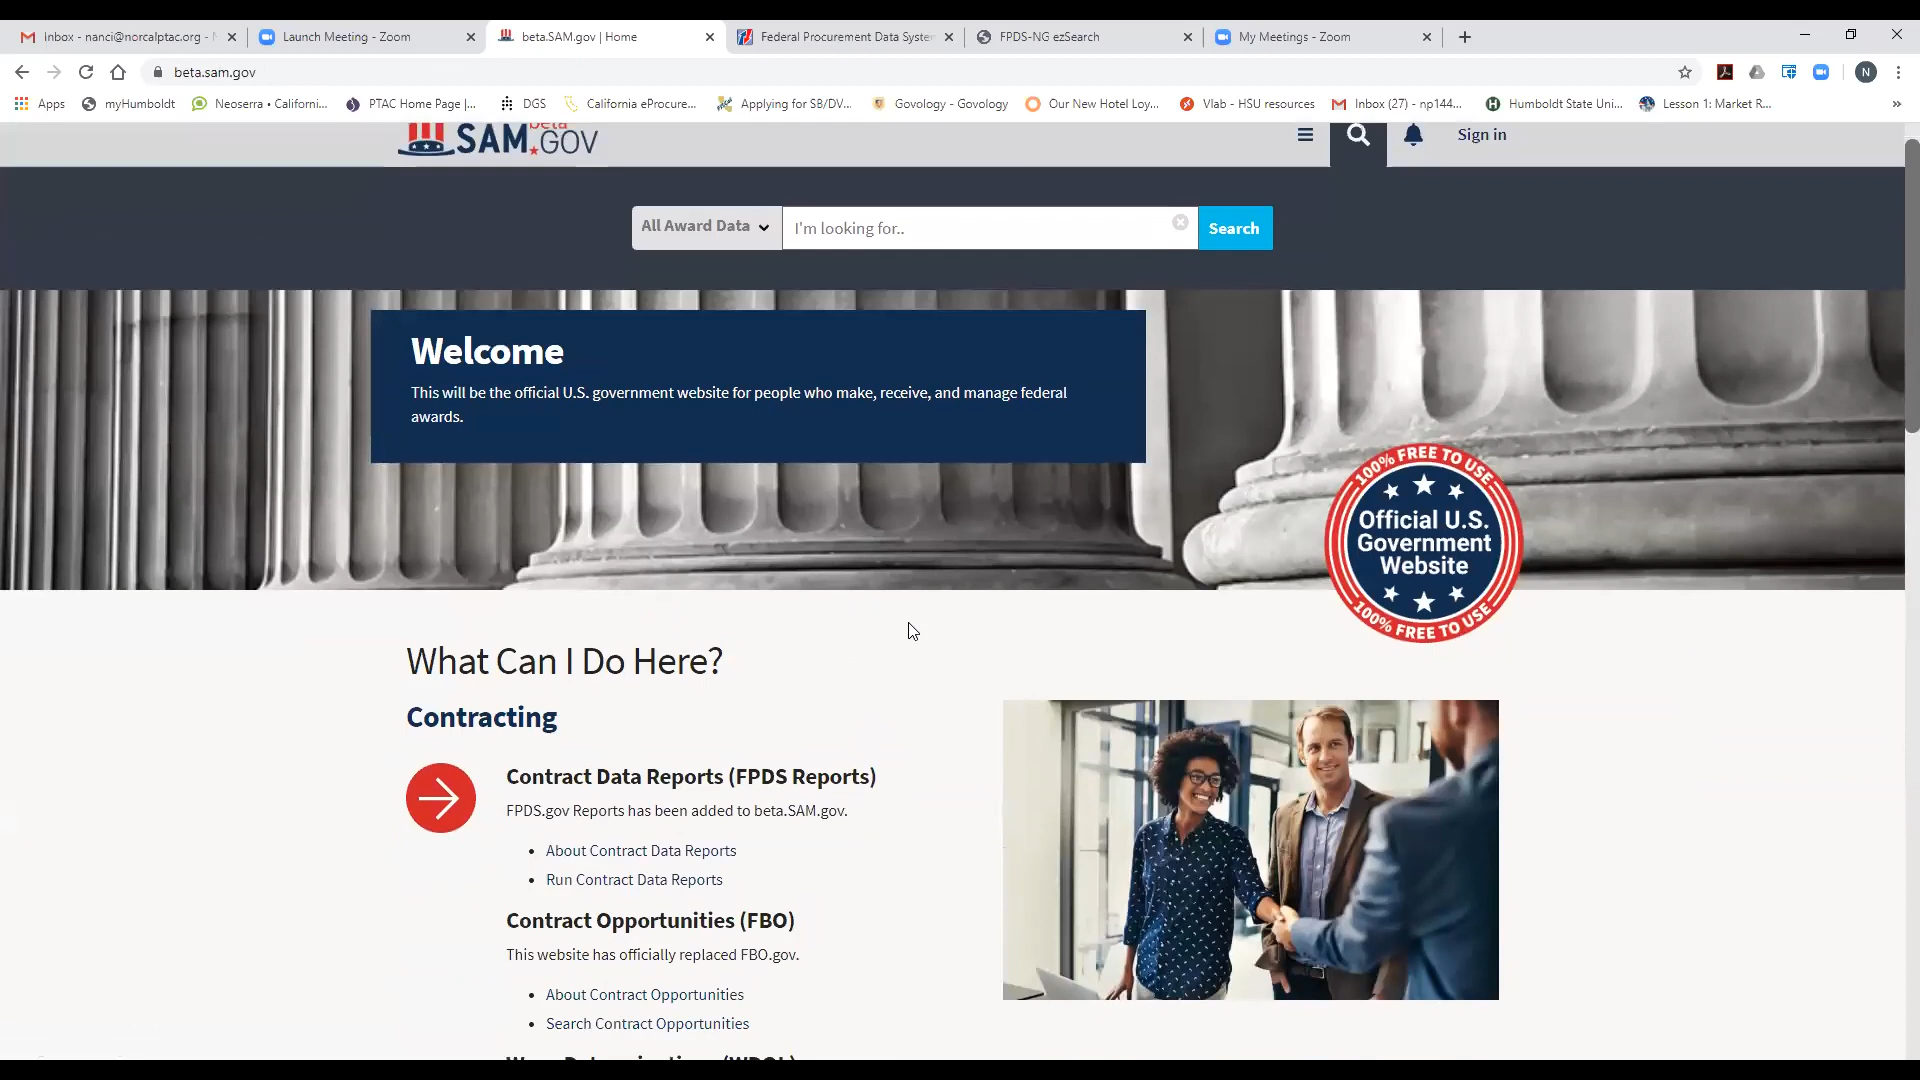 Inbox - nanci@norcalptac.org -
Launch Meeting - Zoom
beta.SAM.gov | Home
Federal Procurement Data System
FPDS-NG ezSearch
My Meetings - Zoom
beta.sam.gov
N
Apps
myHumboldt
Neoserra • Californi...
PTAC Home Page |...
DGS
California eProcure...
Applying for SB/DV...
Govology - Govology
Our New Hotel Loy...
Vlab - HSU resources
Inbox (27) - np144...
Humboldt State Uni...
Lesson 1: Market R...
»
beta
SAM.GOV
Sign in
All Award Data
I'm looking for..
Search
Welcome
This will be the official U.S. government website for people who make, receive, and manage federal
awards.
100% FREE TO USE
Official U.S.
Government
Website
100% FREE TO USE
What Can I Do Here?
Contracting
Contract Data Reports (FPDS Reports)
FPDS.gov Reports has been added to beta.SAM.gov.
• About Contract Data Reports
• Run Contract Data Reports
Contract Opportunities (FBO)
This website has officially replaced FBO.gov.
• About Contract Opportunities
• Search Contract Opportunities